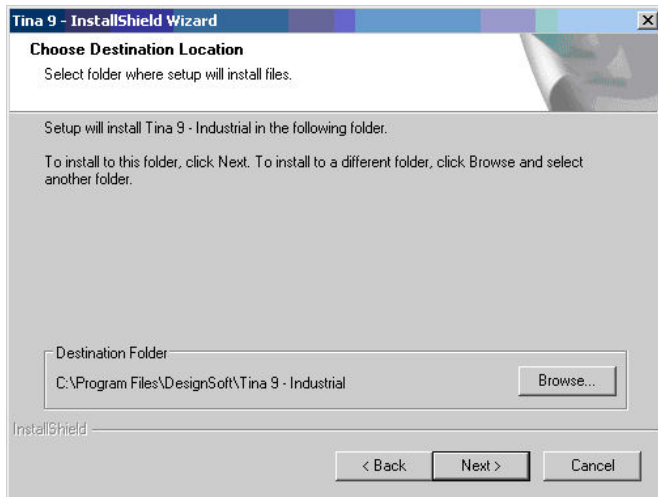 Tina 9 - InstallShield Wizard
Choose Destination Location
Select folder where setup will install files.
Setup will install Tina 9 - Industrial in the following folder.
To install to this folder, click Next. To install to a different folder, click Browse and select
another folder.
Destination Folder
C:\Program Files\DesignSoft\Tina 9 - Industrial
Browse...
InstallShield
< Back
Next >
Cancel